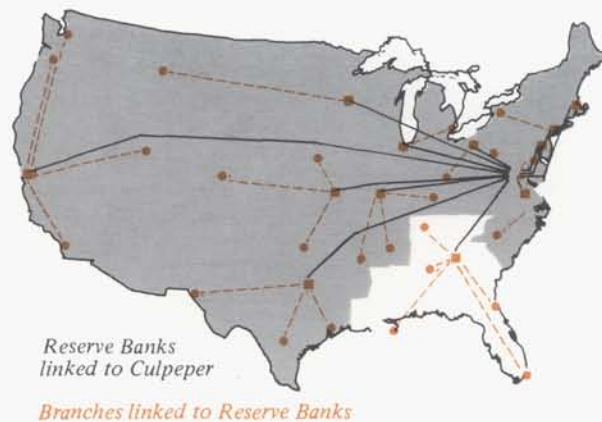 Reserve Banks
linked to Culpeper
Branches linked to Reserve Banks